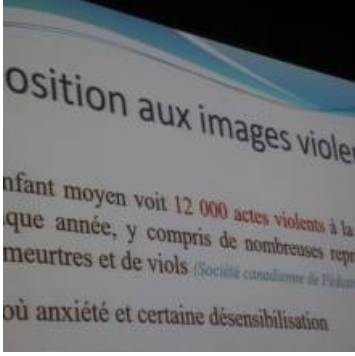 osition aux images viole
nfant moyen voit 12 000 actes violents à la
que année, y compris de nombreuses repr
meurtres et de viols (Société canadienne de Pédiat
où anxiété et certaine désensibilisation